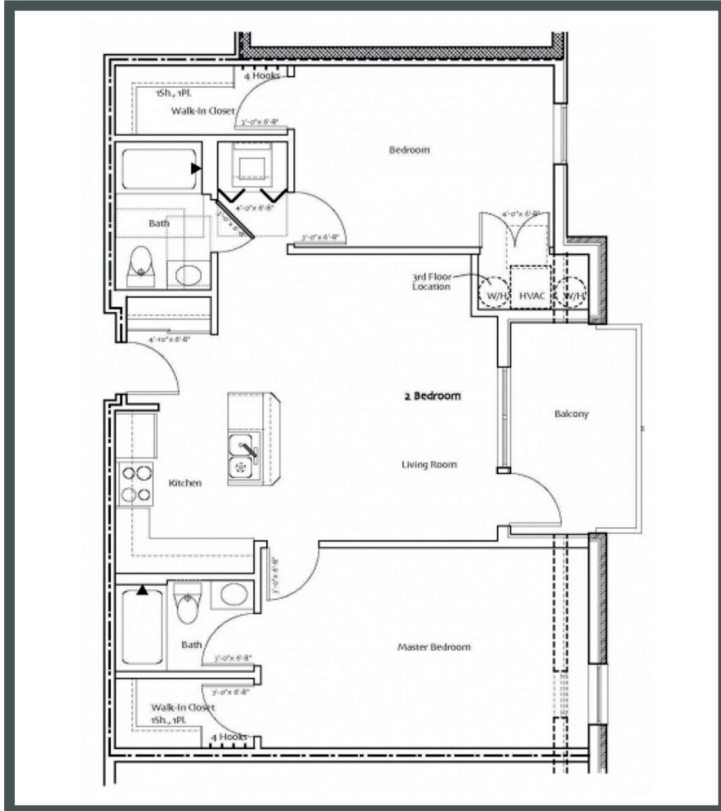 4 Hooks
1Sh., 1Pl.
Walk-In Closet
3'-0"x 6'-8"
Bedroom
4'-0"x 6'-8"
3'-0"x 6'-8"
4'-0"x 6'-8"
Bath
3'-0"x 6'-8"
3rd Floor
Location
W/H
HVAC
W/H
4'-10"x 6'-8"
2 Bedroom
Balcony
Living Room
Kitchen
3'-0"x 6'-8"
Bath
3'-0"x 6'-8"
Master Bedroom
3'-0"x 6'-8"
Walk-In Closet
1Sh., 1Pl.
4 Hooks